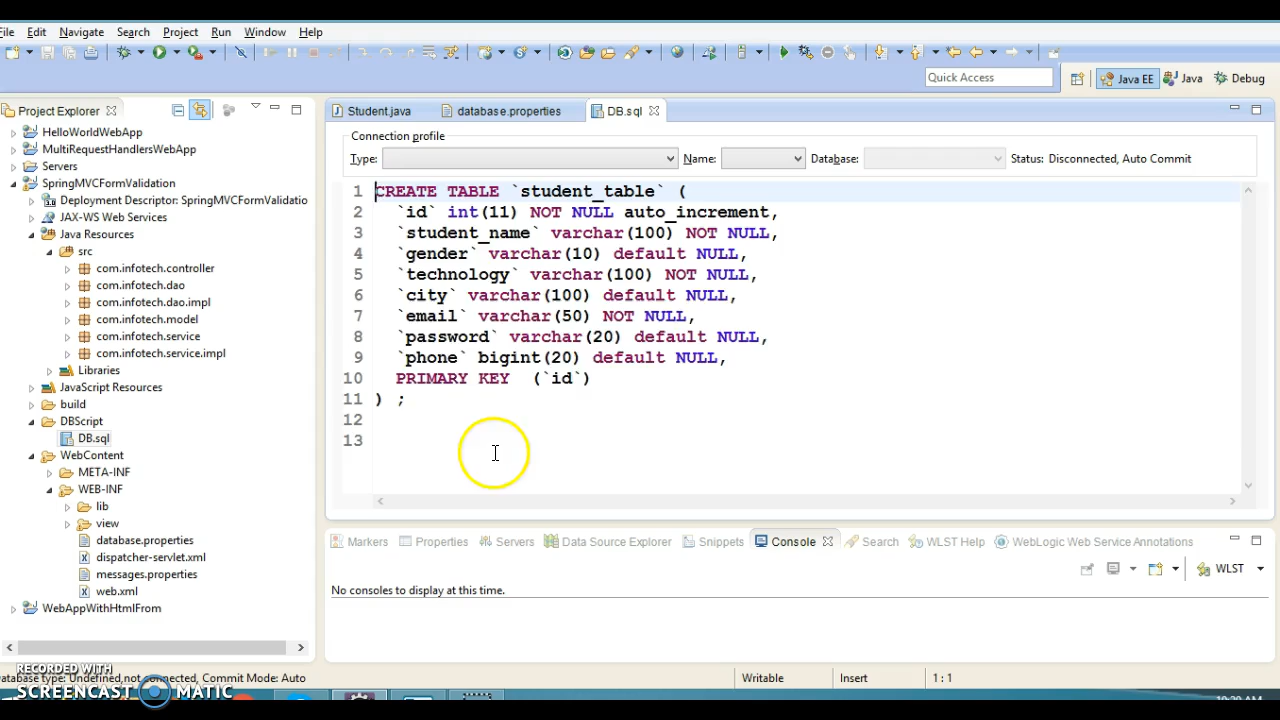 File Edit Navigate Search Project Run Window Help
Quick Access
Java EE Java Debug
Project Explorer
Student.java database.properties DB.sql
HelloWorldWebApp
MultiRequestHandlersWebApp
Servers
SpringMVCFormValidation
Deployment Descriptor: SpringMVCFormValidatio
JAX-WS Web Services
Java Resources
src
com.infotech.controller
com.infotech.dao
com.infotech.dao.impl
com.infotech.model
com.infotech.service
com.infotech.service.impl
Libraries
JavaScript Resources
build
DBScript
DB.sql
WebContent
META-INF
WEB-INF
lib
view
database.properties
dispatcher-servlet.xml
messages.properties
web.xml
WebAppWithHtmlFrom
Connection profile
Type: Name: Database: Status: Disconnected, Auto Commit
1 CREATE TABLE `student_table` (
2 `id` int(11) NOT NULL auto_increment,
3 `student_name` varchar(100) NOT NULL,
4 `gender` varchar(10) default NULL,
5 `technology` varchar(100) NOT NULL,
6 `city` varchar(100) default NULL,
7 `email` varchar(50) NOT NULL,
8 `password` varchar(20) default NULL,
9 `phone` bigint(20) default NULL,
10 PRIMARY KEY (`id`)
11 ) ;
12
13
Markers Properties Servers Data Source Explorer Snippets Console Search WLST Help WebLogic Web Service Annotations
WLST
No consoles to display at this time.
RECORDED WITH
SCREENCAST MATIC
atabase type: Undefined,not connected, Commit Mode: Auto
Writable Insert 1 : 1